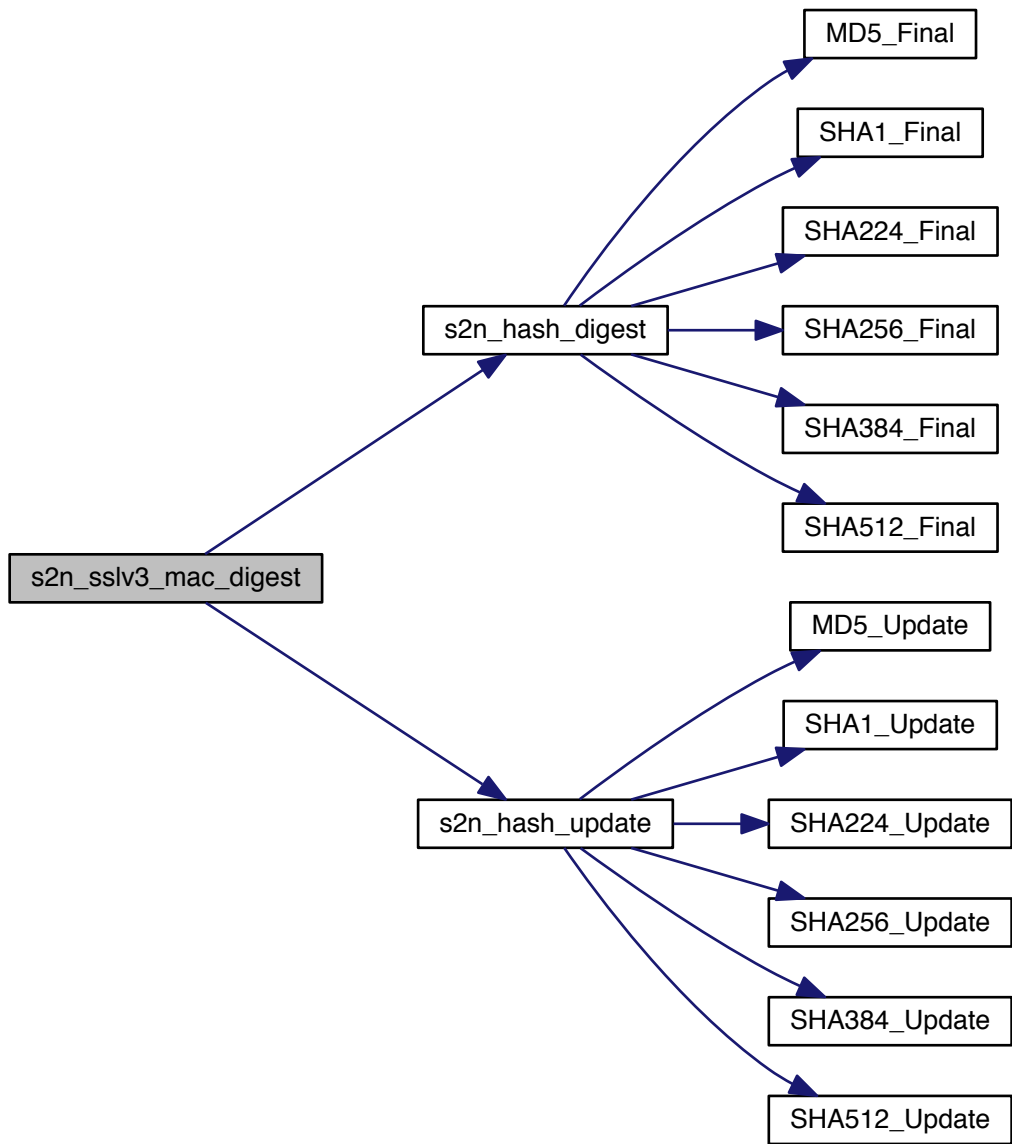 MD5_Final
SHA1_Final
SHA224_Final
s2n_hash_digest
SHA256_Final
SHA384_Final
SHA512_Final
s2n_sslv3_mac_digest
MD5_Update
SHA1_Update
s2n_hash_update
SHA224_Update
SHA256_Update
SHA384_Update
SHA512_Update